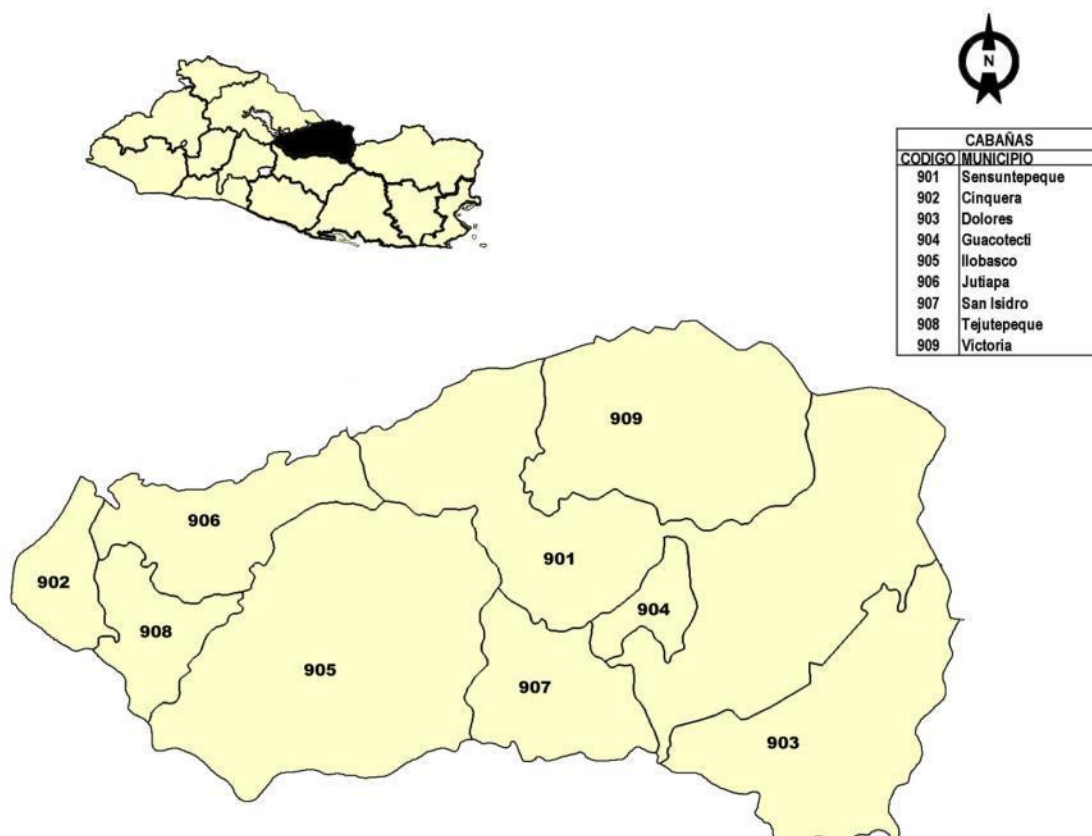 N
CABAÑAS
CODIGO MUNICIPIO
901 Sensuntepeque
902 Cinquera
903 Dolores
904 Guacotecti
905 Ilobasco
906 Jutiapa
907 San Isidro
908 Tejutepeque
909 Victoria
909
906
901
902
904
908
905
907
903